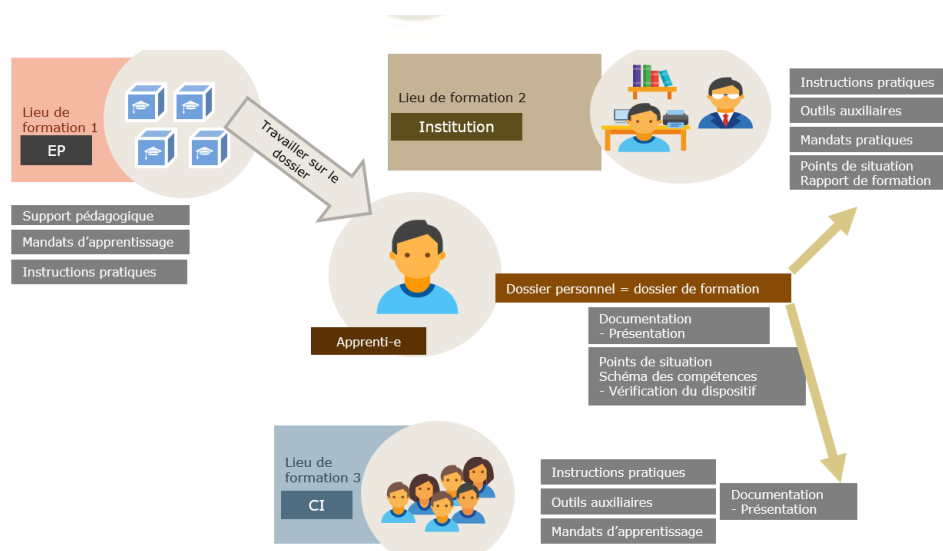 Lieu de
formation 1
EP
Support pédagogique
Mandats d'apprentissage
Instructions pratiques
Travailler sur le
dossier
Lieu de formation 2
Institution
Instructions pratiques
Outils auxiliaires
Mandats pratiques
Points de situation
Rapport de formation
Apprenti-e
Dossier personnel = dossier de formation
Documentation
- Présentation
Points de situation
Schéma des compétences
- Vérification du dispositif
Lieu de
formation 3
CI
Instructions pratiques
Outils auxiliaires
Mandats d'apprentissage
Documentation
- Présentation